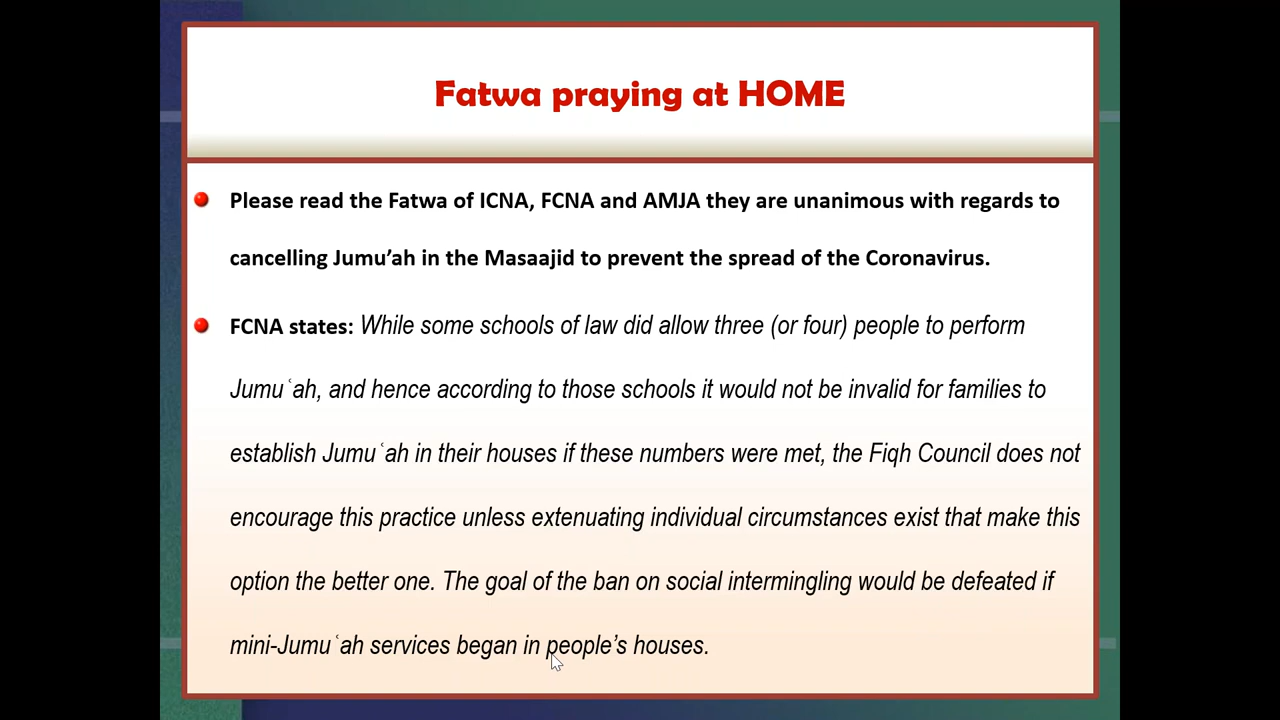 Fatwa praying at HOME
Please read the Fatwa of ICNA, FCNA and AMJA they are unanimous with regards to
cancelling Jumu’ah in the Masaajid to prevent the spread of the Coronavirus.
FCNA states: While some schools of law did allow three (or four) people to perform
Jumuʿah, and hence according to those schools it would not be invalid for families to
establish Jumuʿah in their houses if these numbers were met, the Fiqh Council does not
encourage this practice unless extenuating individual circumstances exist that make this
option the better one. The goal of the ban on social intermingling would be defeated if
mini-Jumuʿah services began in people’s houses.